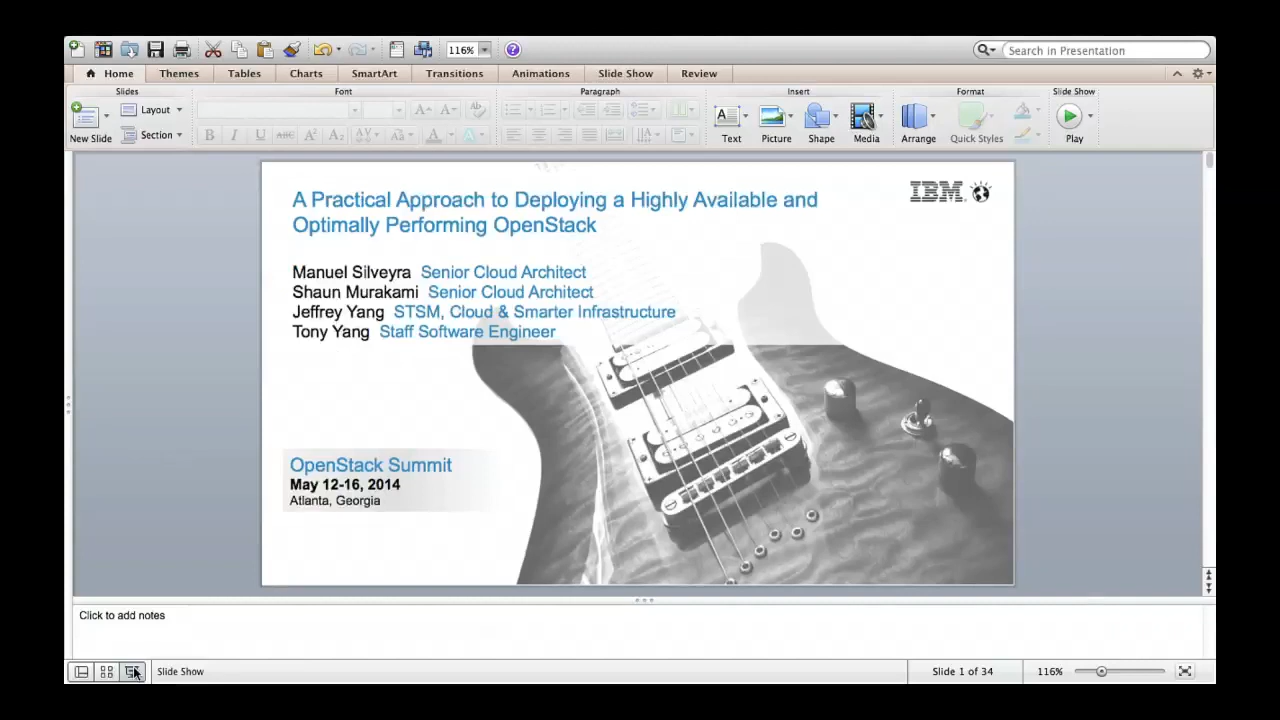 116%
Search in Presentation
Home
Themes
Tables
Charts
SmartArt
Transitions
Animations
Slide Show
Review
Slides
Font
Paragraph
Insert
Format
Slide Show
New Slide
Layout
Section
B I U ABC A² A₂
Text
Picture
Shape
Media
Arrange
Quick Styles
Play
A Practical Approach to Deploying a Highly Available and
Optimally Performing OpenStack
IBM
Manuel Silveyra Senior Cloud Architect
Shaun Murakami Senior Cloud Architect
Jeffrey Yang STSM, Cloud & Smarter Infrastructure
Tony Yang Staff Software Engineer
OpenStack Summit
May 12-16, 2014
Atlanta, Georgia
Click to add notes
Slide Show
Slide 1 of 34
116%